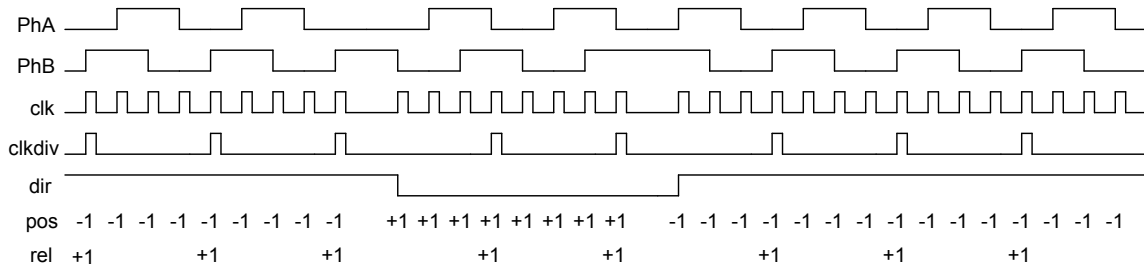 PhA
PhB
clk
clkdiv
dir
pos -1 -1 -1 -1 -1 -1 -1 -1 -1 +1 +1 +1 +1 +1 +1 +1 +1 -1 -1 -1 -1 -1 -1 -1 -1 -1 -1 -1 -1 -1 -1 -1
rel +1 +1 +1 +1 +1 +1 +1 +1